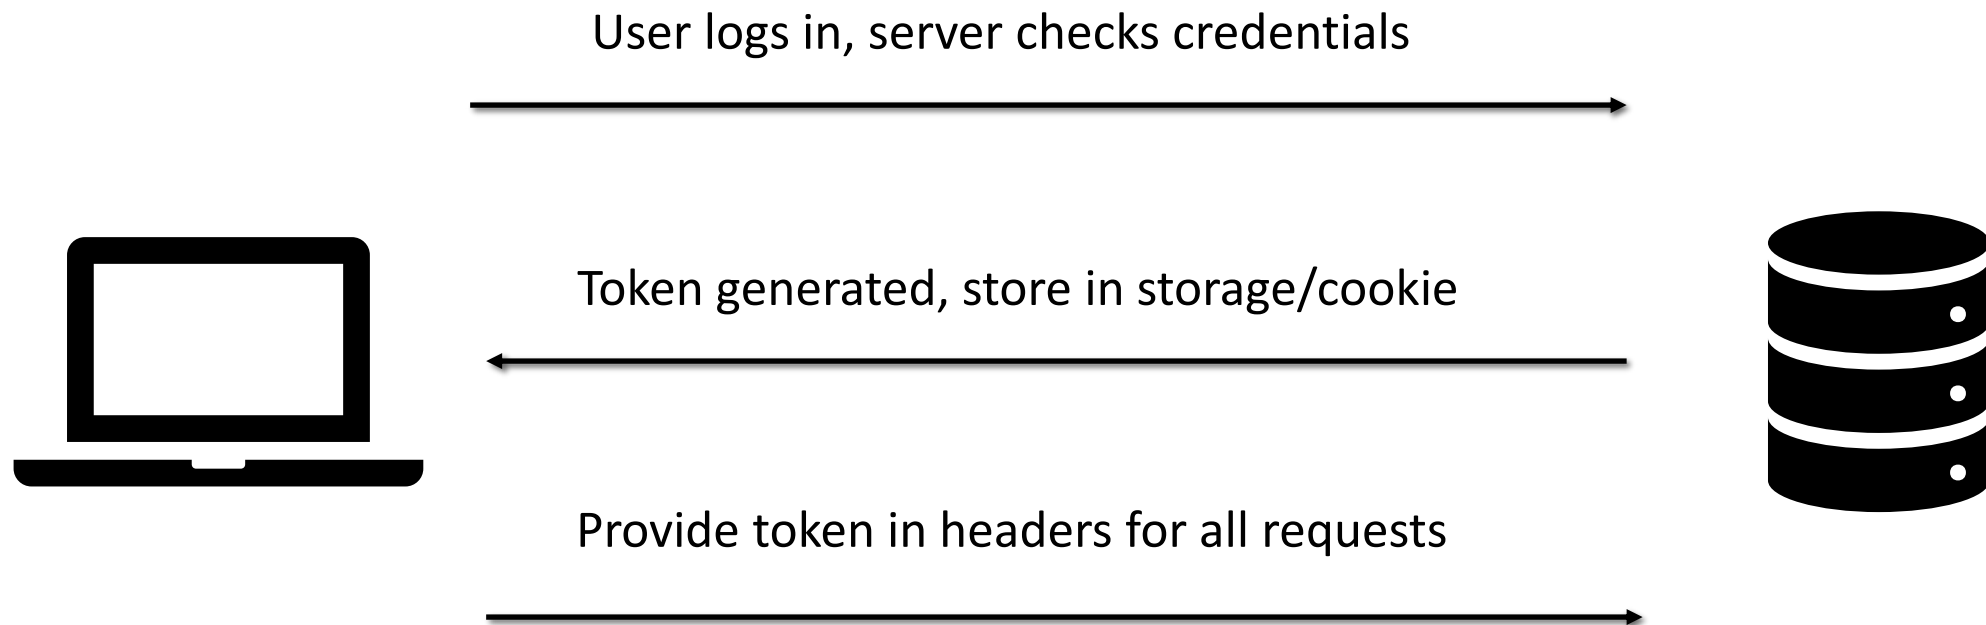 User logs in, server checks credentials
Token generated, store in storage/cookie
Provide token in headers for all requests